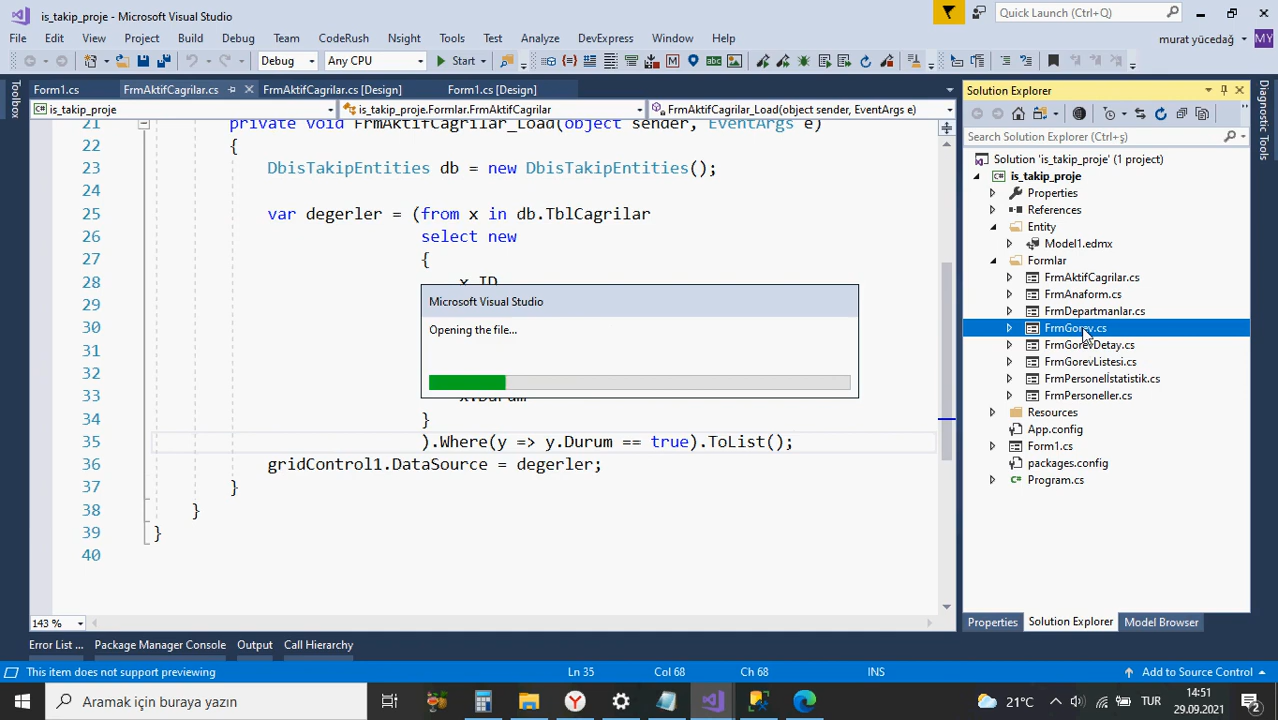 is_takip_proje - Microsoft Visual Studio
Quick Launch (Ctrl+Q)
File Edit View Project Build Debug Team CodeRush Nsight Tools Test Analyze DevExpress Window Help
murat yücedağ MY
Debug Any CPU Start
Toolbox
Form1.cs FrmAktifCagrilar.cs FrmAktifCagrilar.cs [Design] Form1.cs [Design]
is_takip_proje is_takip_proje.Formlar.FrmAktifCagrilar FrmAktifCagrilar_Load(object sender, EventArgs e)
21 private void FrmAktifCagrilar_Load(object sender, EventArgs e)
22 {
23 DbisTakipEntities db = new DbisTakipEntities();
24
25 var degerler = (from x in db.TblCagrilar
26 select new
27 {
28 x.ID
29
30
31
32
33 x.Durum
34 }
35 ).Where(y => y.Durum == true).ToList();
36 gridControl1.DataSource = degerler;
37 }
38 }
39 }
40
Microsoft Visual Studio
Opening the file...
143 %
Solution Explorer
Search Solution Explorer (Ctrl+ş)
Solution 'is_takip_proje' (1 project)
is_takip_proje
Properties
References
Entity
Model1.edmx
Formlar
FrmAktifCagrilar.cs
FrmAnaform.cs
FrmDepartmanlar.cs
FrmGorev.cs
FrmGorevDetay.cs
FrmGorevListesi.cs
FrmPersonelİstatistik.cs
FrmPersoneller.cs
Resources
App.config
Form1.cs
packages.config
Program.cs
Diagnostic Tools
Properties Solution Explorer Model Browser
Error List ... Package Manager Console Output Call Hierarchy
This item does not support previewing Ln 35 Col 68 Ch 68 INS Add to Source Control
Aramak için buraya yazın
21°C TUR 14:51
29.09.2021 2